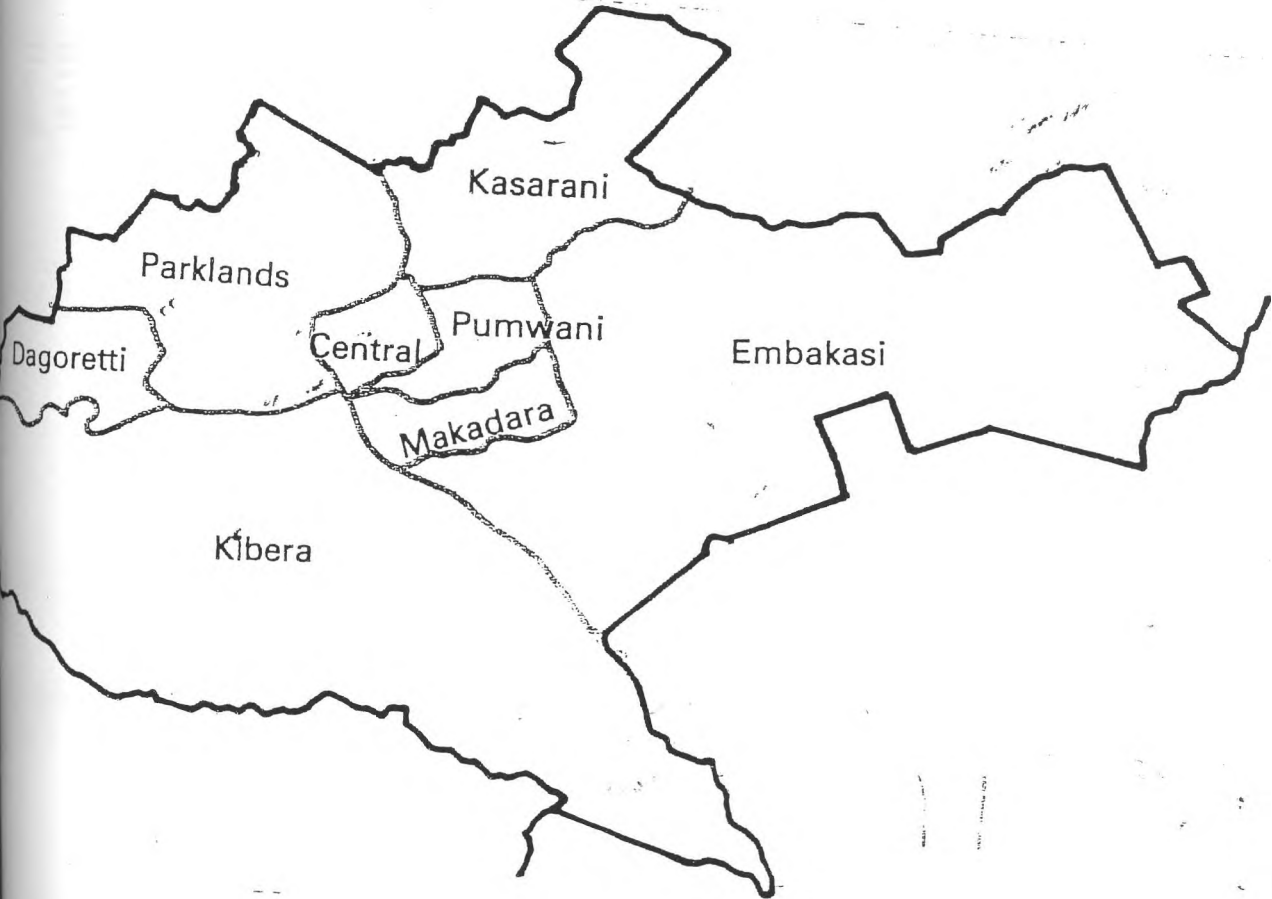 Kasarani
Parklands
Pumwani
Central
Dagoretti
Embakasi
Makadara
Kibera